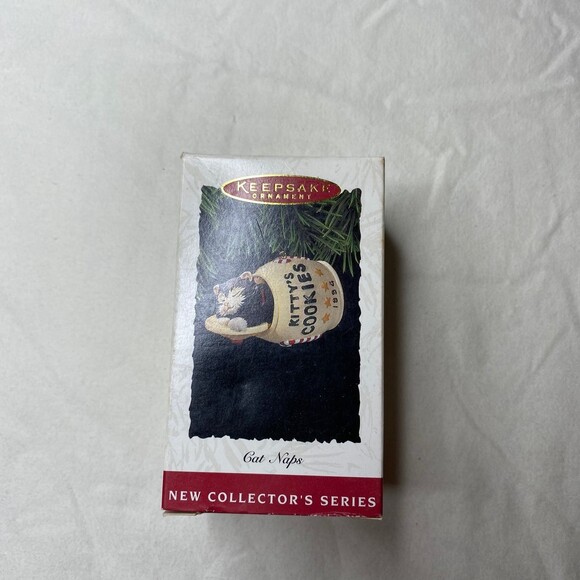 KEEPSAKE
ORNAMENT
KITTY'S
COOKIES
1994
Cat Naps
NEW COLLECTOR'S SERIES